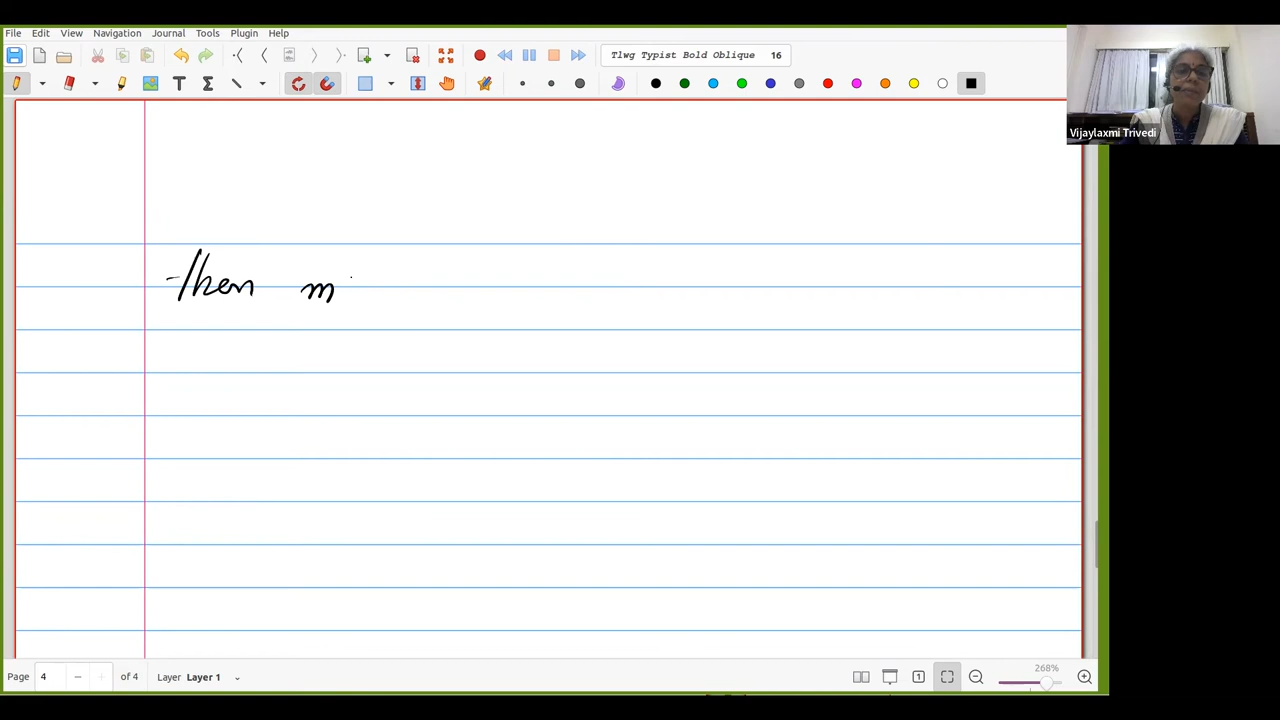 File Edit View Navigation Journal Tools Plugin Help
Tlwg Typist Bold Oblique 16
Vijaylaxmi Trivedi
Then m
Page 4 of 4 Layer Layer 1 268%